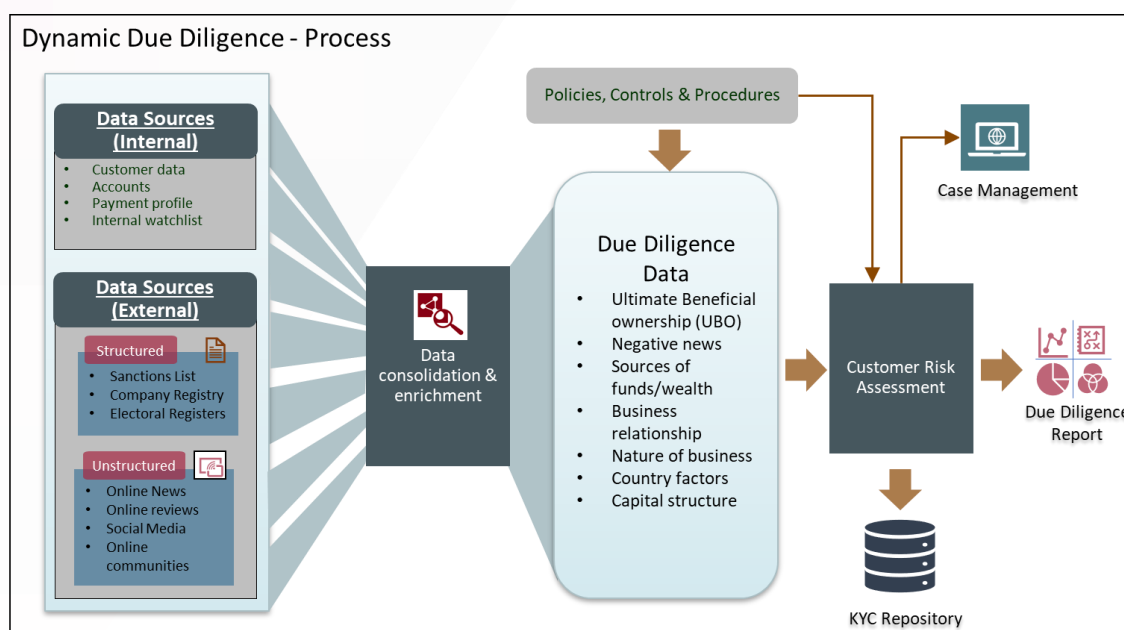 Dynamic Due Diligence - Process
Data Sources
(Internal)
• Customer data
• Accounts
• Payment profile
• Internal watchlist
Data Sources
(External)
Structured
• Sanctions List
• Company Registry
• Electoral Registers
Unstructured
• Online News
• Online reviews
• Social Media
• Online
communities
Data
consolidation &
enrichment
Policies, Controls & Procedures
Due Diligence
Data
• Ultimate Beneficial
ownership (UBO)
• Negative news
• Sources of
funds/wealth
• Business
relationship
• Nature of business
• Country factors
• Capital structure
Customer Risk
Assessment
Case Management
Due Diligence
Report
KYC Repository